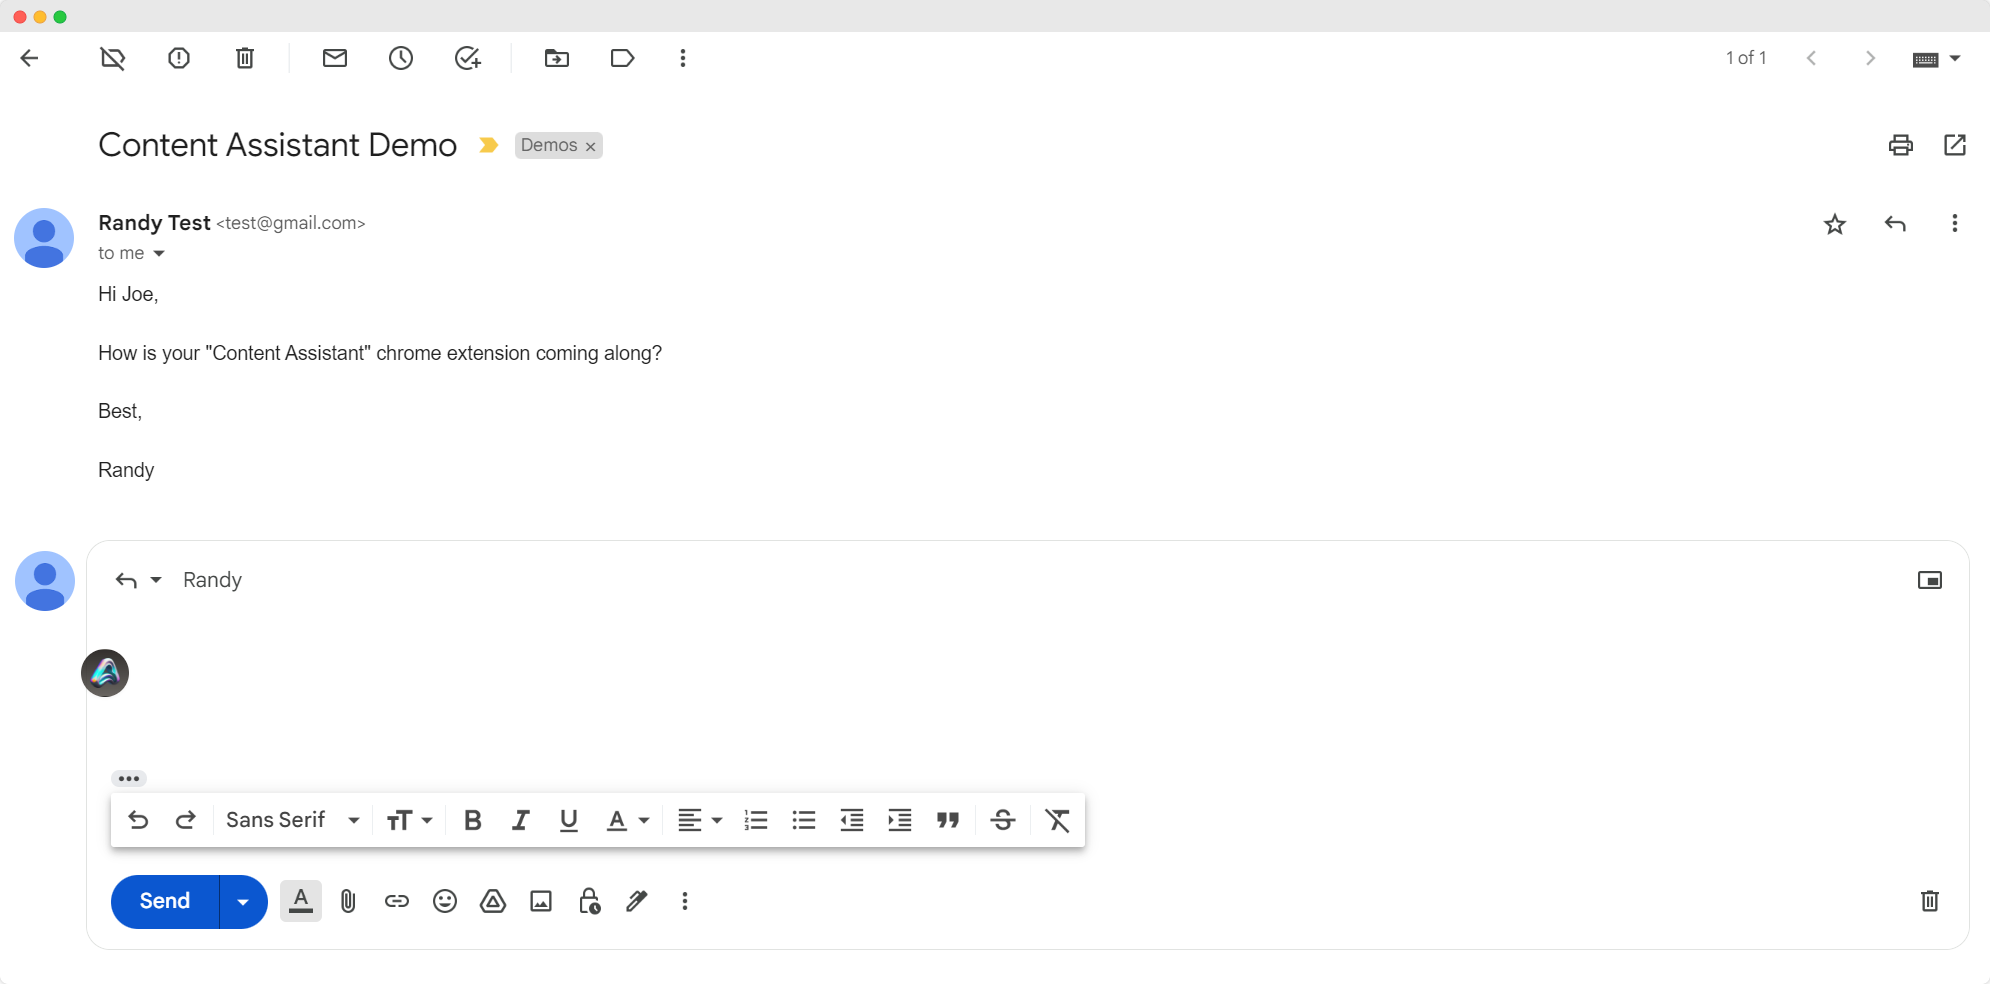 1 of 1
Content Assistant Demo Demos ×
Randy Test <test@gmail.com>
to me
Hi Joe,
How is your "Content Assistant" chrome extension coming along?
Best,
Randy
Randy
Sans Serif
Send